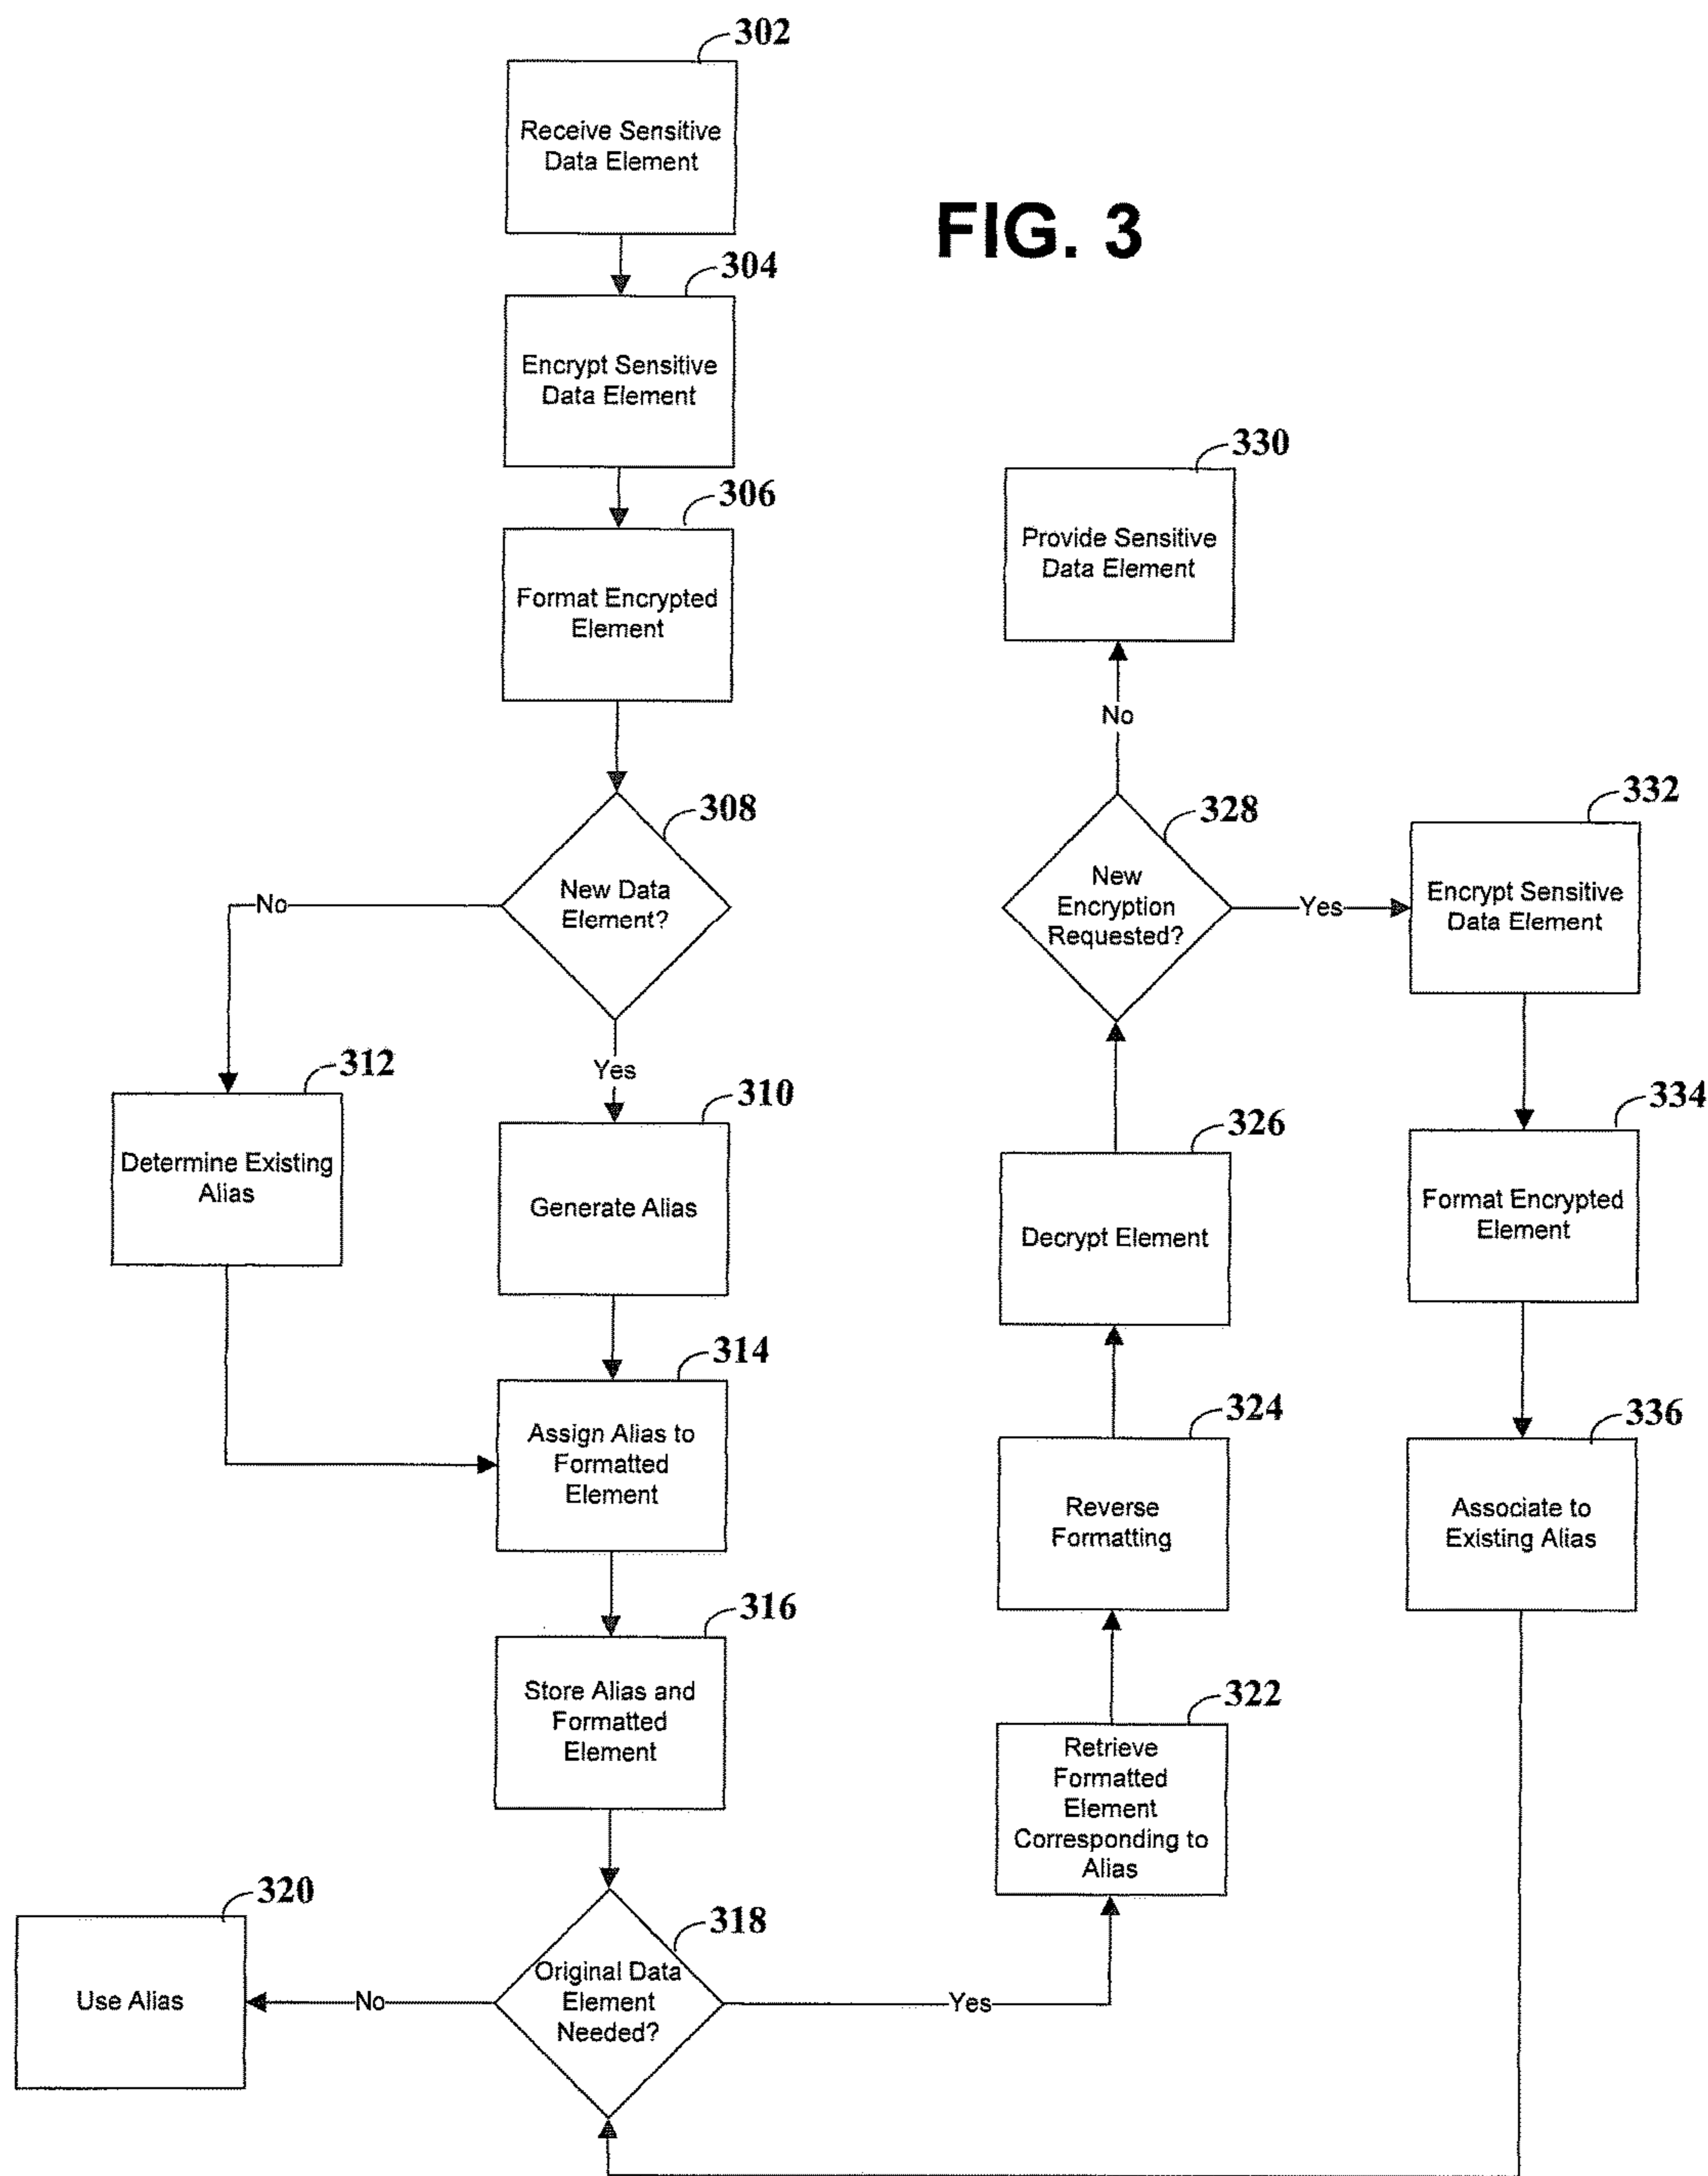 302
Receive Sensitive
Data Element
FIG. 3
304
Encrypt Sensitive
Data Element
306
Format Encrypted
Element
308
New Data
Element?
No
Yes
312
Determine Existing
Alias
310
Generate Alias
314
Assign Alias to
Formatted
Element
316
Store Alias and
Formatted
Element
318
Original Data
Element
Needed?
No
320
Use Alias
Yes
322
Retrieve
Formatted
Element
Corresponding to
Alias
324
Reverse
Formatting
326
Decrypt Element
328
New
Encryption
Requested?
No
330
Provide Sensitive
Data Element
Yes
332
Encrypt Sensitive
Data Element
334
Format Encrypted
Element
336
Associate to
Existing Alias